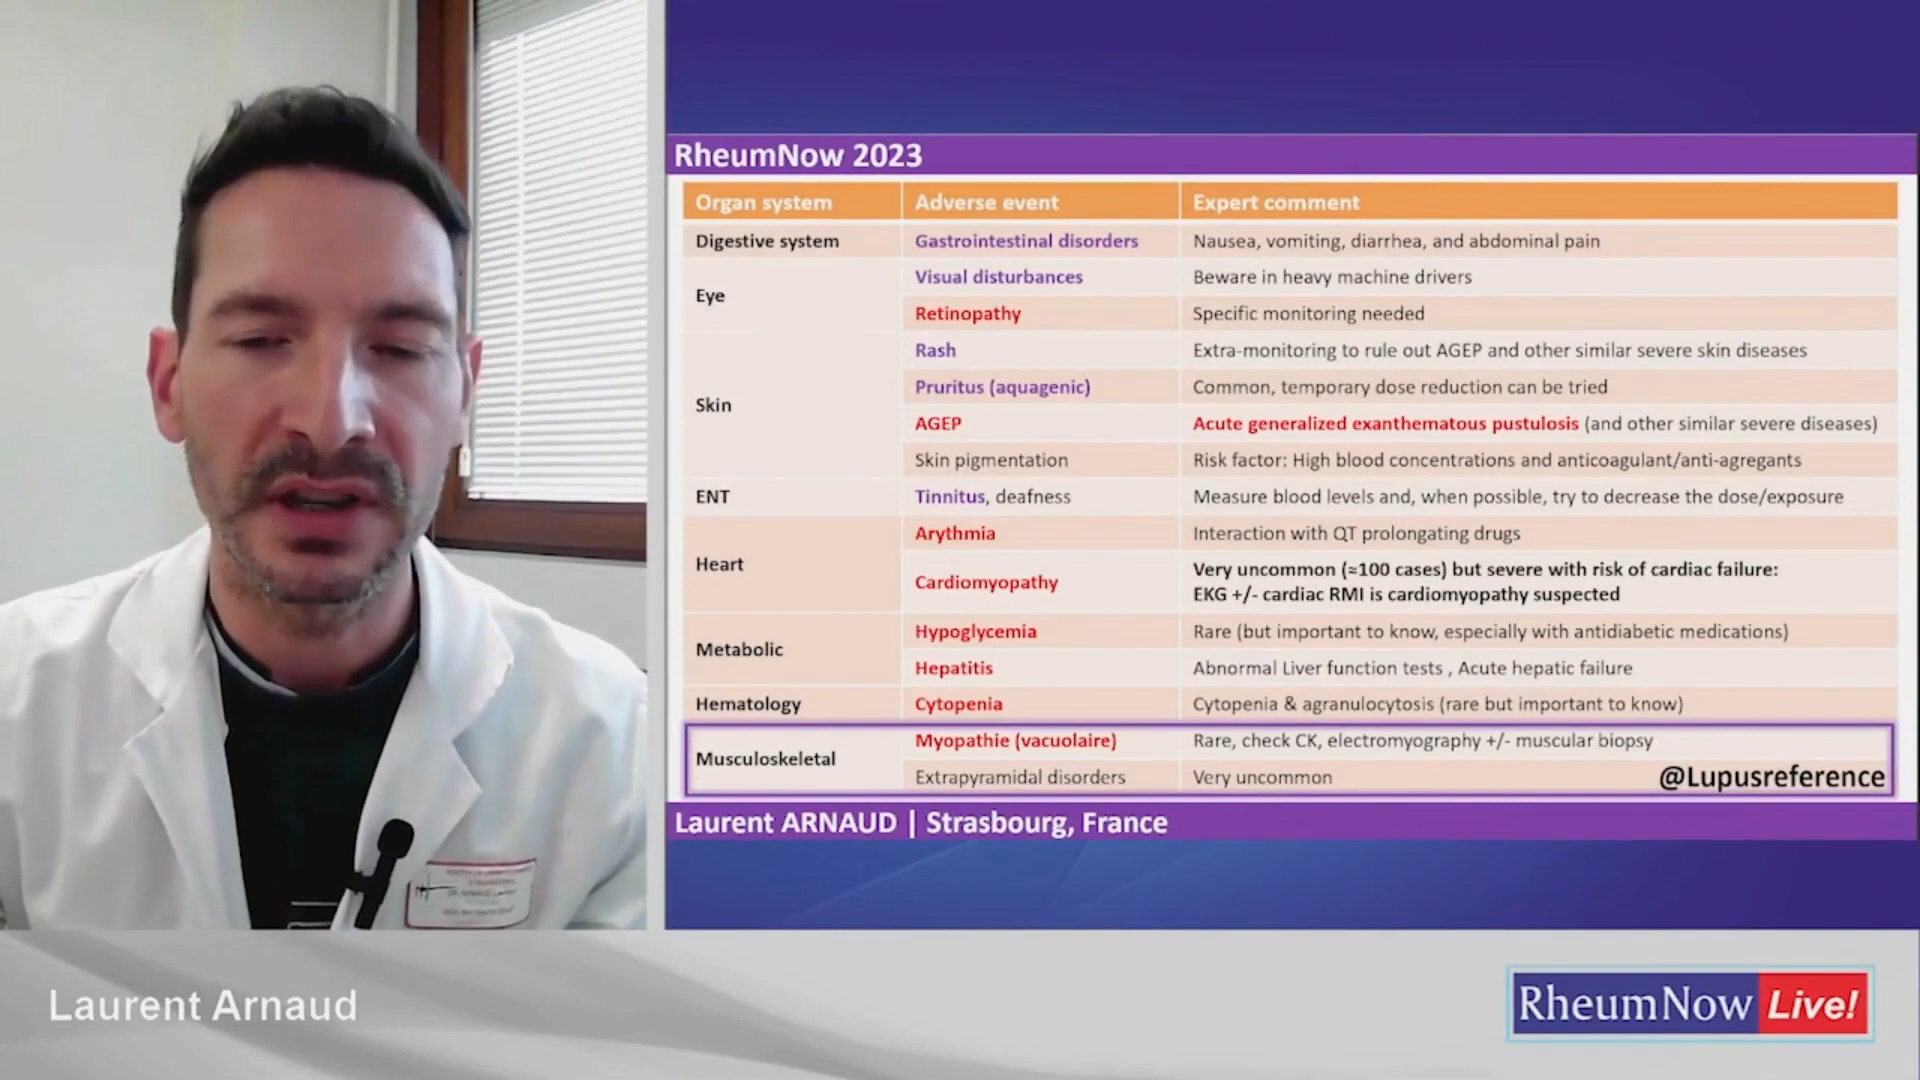 RheumNow 2023
Organ system Adverse event Expert comment
Digestive system Gastrointestinal disorders Nausea, vomiting, diarrhea, and abdominal pain
Eye Visual disturbances Beware in heavy machine drivers
Retinopathy Specific monitoring needed
Skin Rash Extra-monitoring to rule out AGEP and other similar severe skin diseases
Pruritus (aquagenic) Common, temporary dose reduction can be tried
AGEP Acute generalized exanthematous pustulosis (and other similar severe diseases)
Skin pigmentation Risk factor: High blood concentrations and anticoagulant/anti-agregants
ENT Tinnitus, deafness Measure blood levels and, when possible, try to decrease the dose/exposure
Heart Arythmia Interaction with QT prolongating drugs
Cardiomyopathy Very uncommon (≈100 cases) but severe with risk of cardiac failure:
EKG +/- cardiac RMI is cardiomyopathy suspected
Metabolic Hypoglycemia Rare (but important to know, especially with antidiabetic medications)
Hepatitis Abnormal Liver function tests , Acute hepatic failure
Hematology Cytopenia Cytopenia & agranulocytosis (rare but important to know)
Musculoskeletal Myopathie (vacuolaire) Rare, check CK, electromyography +/- muscular biopsy
Extrapyramidal disorders Very uncommon
@Lupusreference
Laurent ARNAUD | Strasbourg, France
Laurent Arnaud
RheumNow Live!